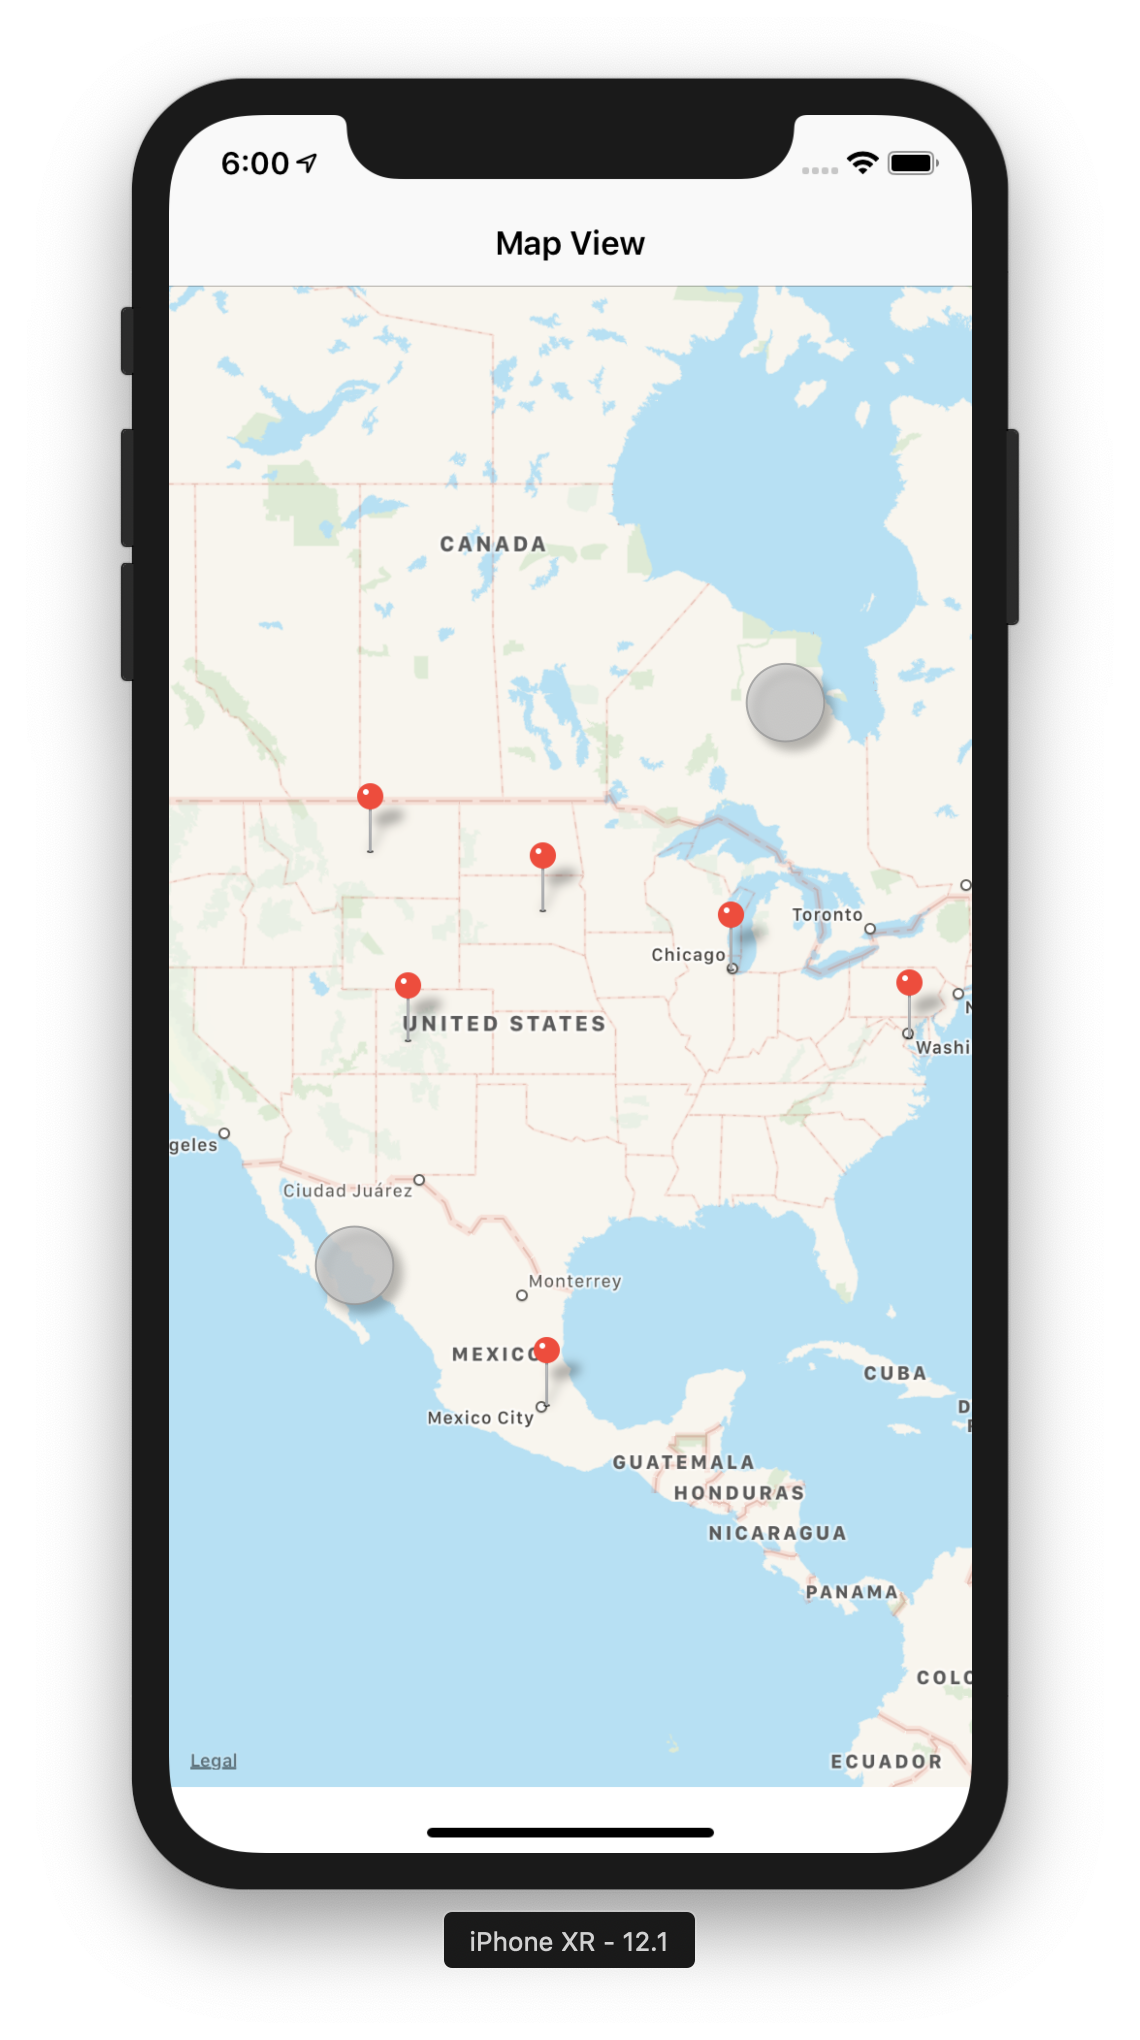 6:00
Map View
CANADA
Toronto
Chicago
UNITED STATES
N
Washi
geles
Ciudad Juárez
Monterrey
MEXICO
CUBA
D
Mexico City
GUATEMALA
HONDURAS
NICARAGUA
PANAMA
COLO
Legal
ECUADOR
iPhone XR - 12.1